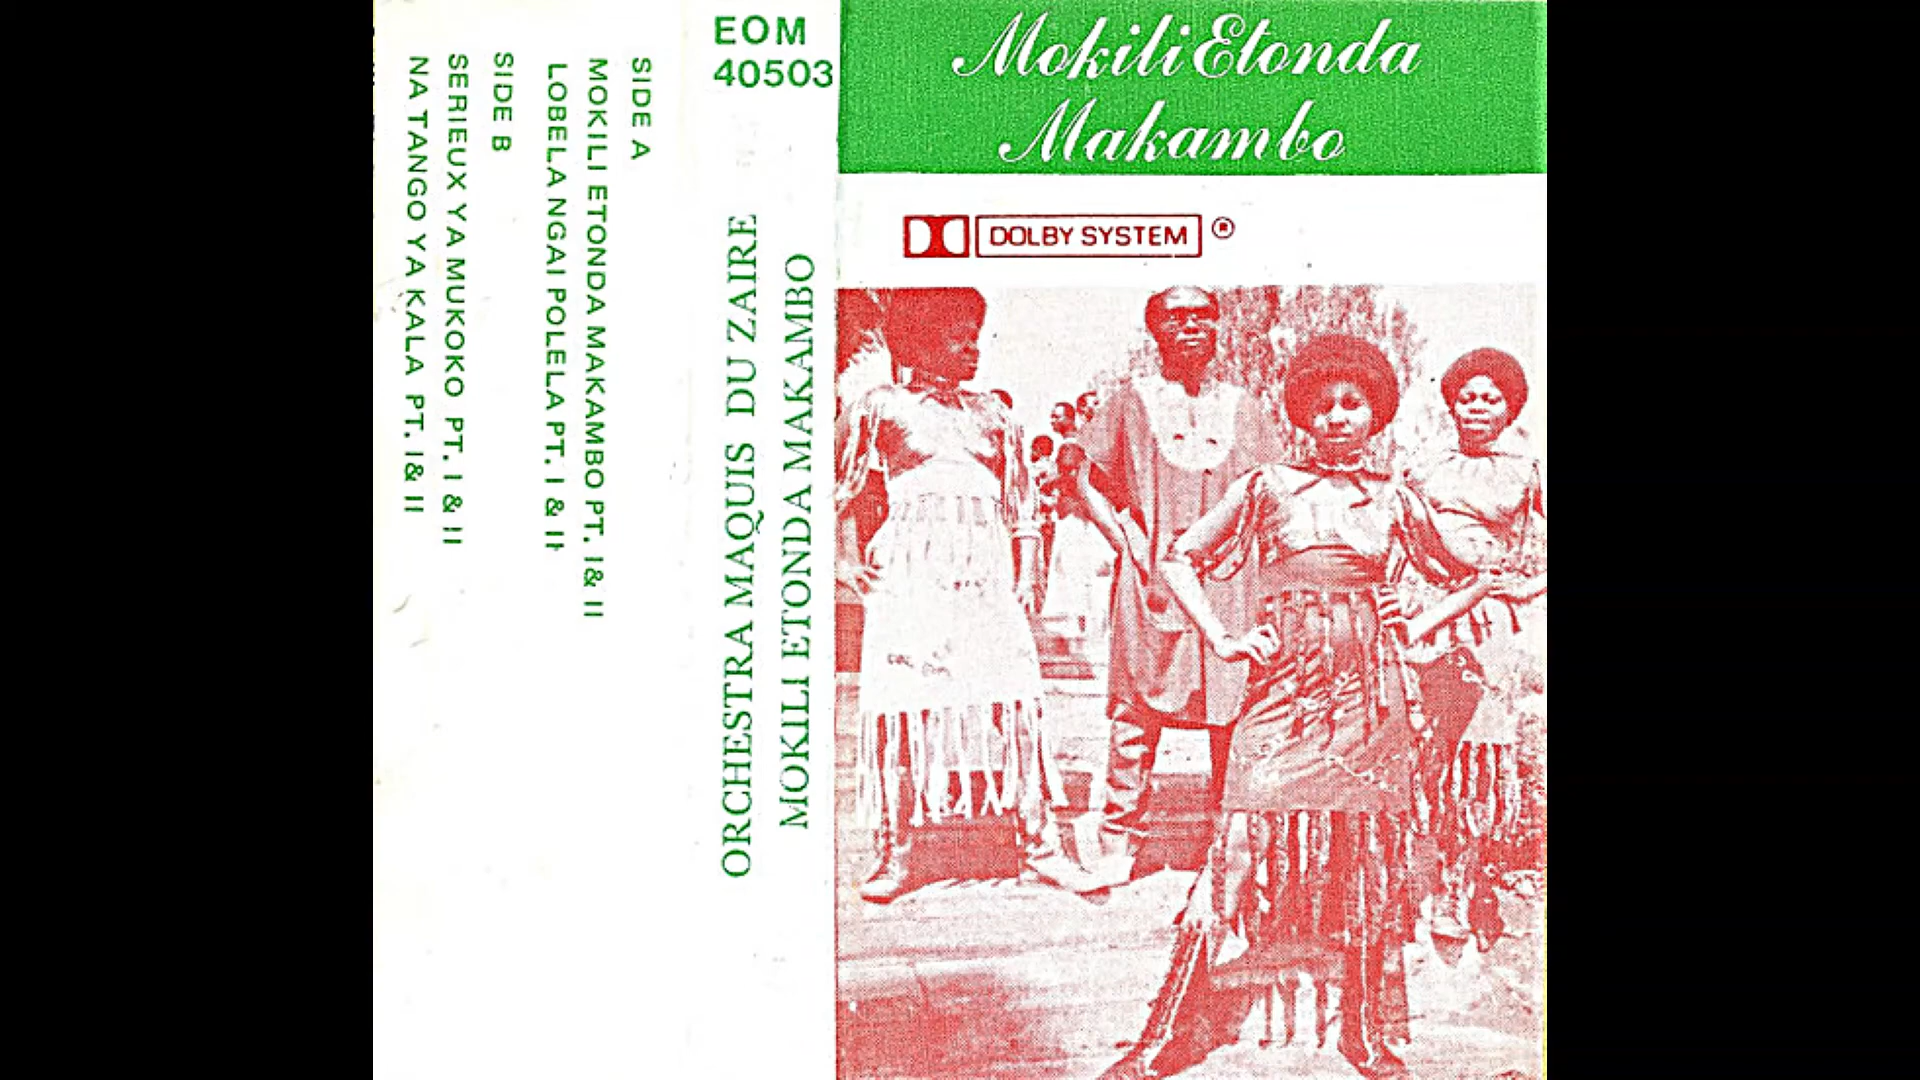 SIDE A
MOKILI ETONDA MAKAMBO PT. I & II
LOBELA NGAI POLELA PT. I & II
SIDE B
SERIEUX YA MUKOKO PT. I & II
NA TANGO YA KALA PT. I & II
EOM
40503
ORCHESTRA MAQUIS DU ZAIRE
MOKILI ETONDA MAKAMBO
Mokili Etonda
Makambo
DOLBY SYSTEM ®